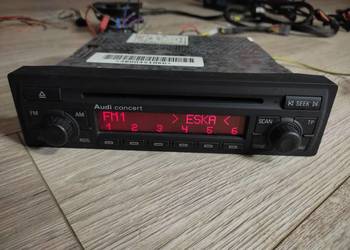 SEEK
Audi concert
FM AM
FM1 > ESKA <
SCAN TP
1 2 3 4 5 6